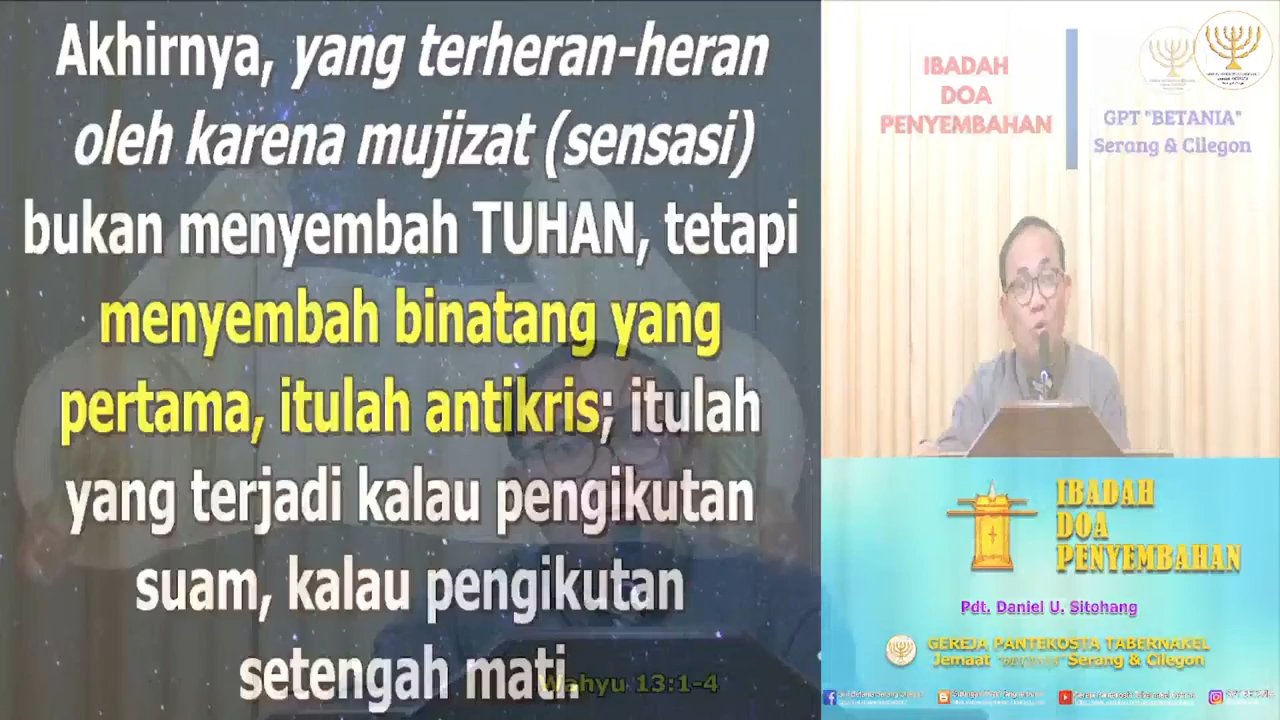 Akhirnya, yang terheran-heran
oleh karena mujizat (sensasi)
bukan menyembah TUHAN, tetapi
menyembah binatang yang
pertama, itulah antikris; itulah
yang terjadi kalau pengikutan
suam, kalau pengikutan
setengah mati.
Wahyu 13:1-4
IBADAH
DOA
PENYEMBAHAN
GPT "BETANIA"
Serang & Cilegon
IBADAH
DOA
PENYEMBAHAN
Pdt. Daniel U. Sitohang
GEREJA PANTEKOSTA TABERNAKEL
Jemaat "BETANIA" Serang & Cilegon